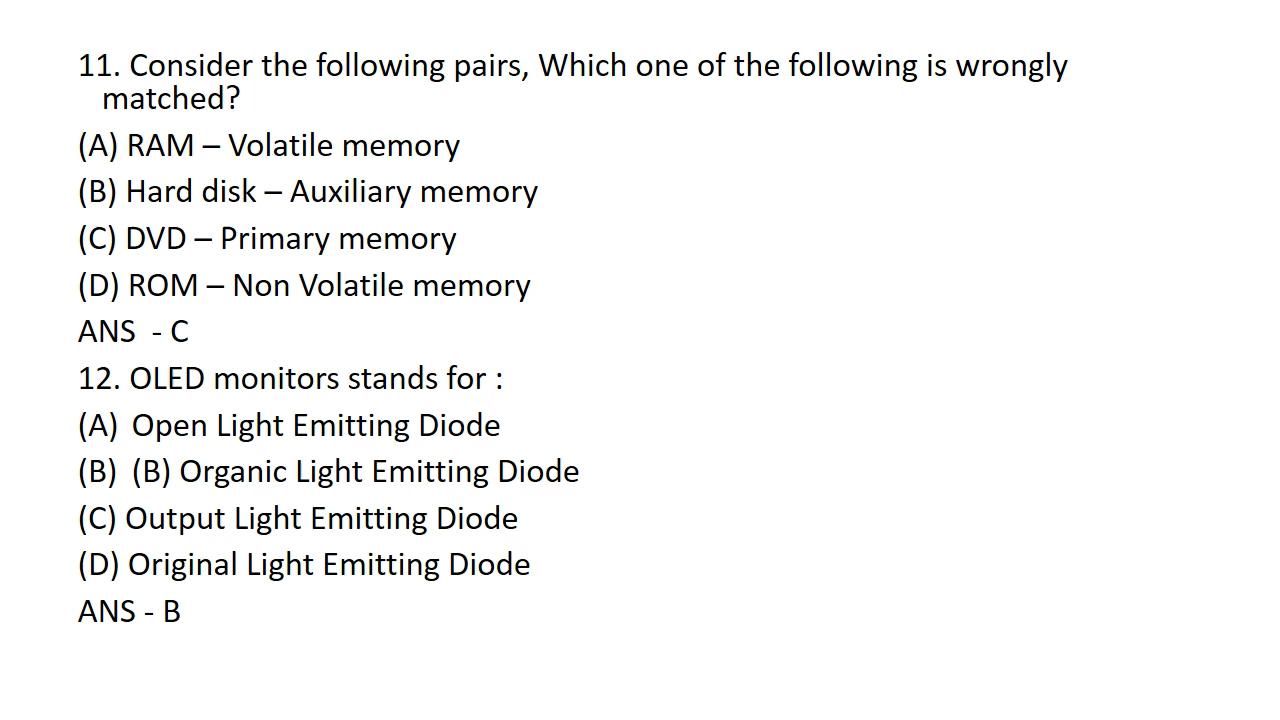 11. Consider the following pairs, Which one of the following is wrongly
matched?
(A) RAM – Volatile memory
(B) Hard disk – Auxiliary memory
(C) DVD – Primary memory
(D) ROM – Non Volatile memory
ANS  - C
12. OLED monitors stands for :
(A)  Open Light Emitting Diode
(B)  (B) Organic Light Emitting Diode
(C) Output Light Emitting Diode
(D) Original Light Emitting Diode
ANS - B